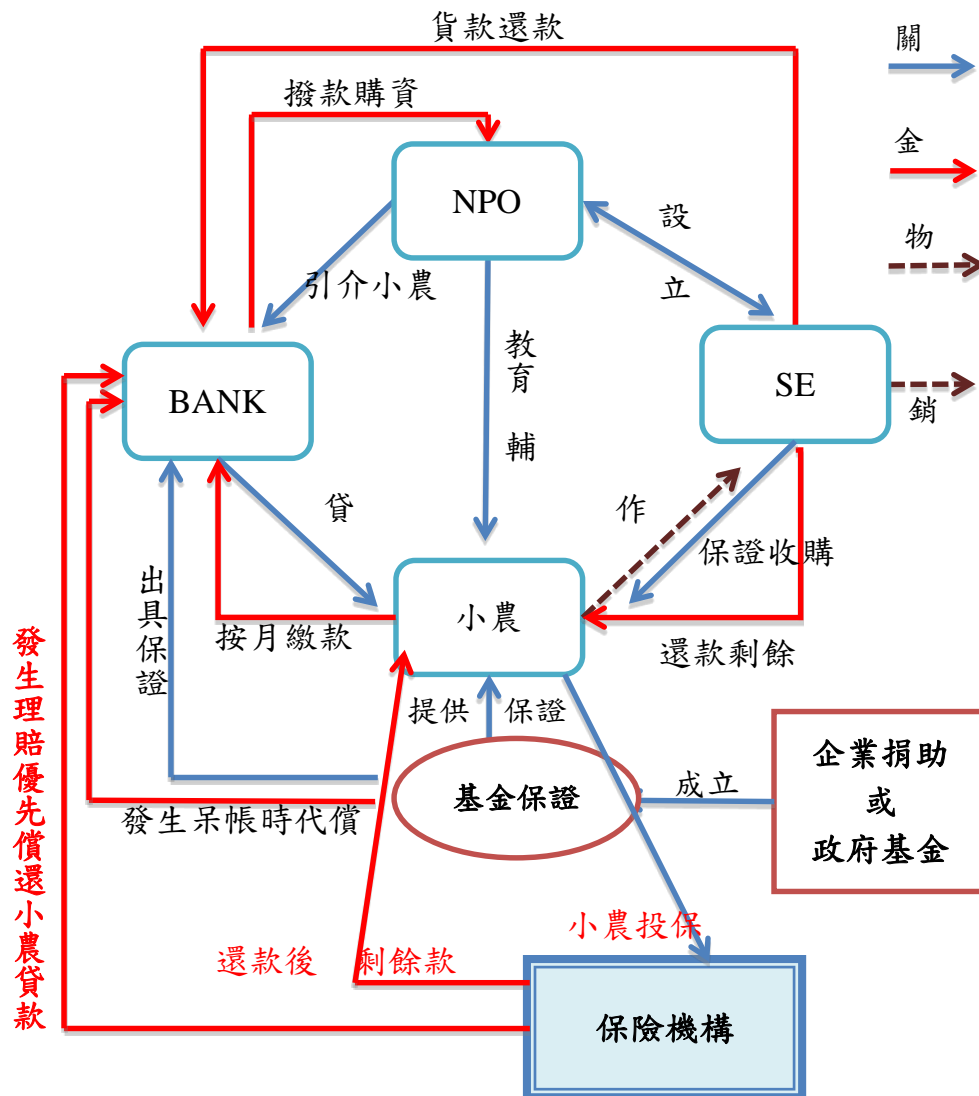 貨款還款
關
撥款購資
金
NPO
設
立
物
引介小農
教育
輔
BANK
SE
銷
貸
作
保證收購
出具保證
小農
按月繳款
還款剩餘
提供
保證
發生理賠優先償還小農貸款
企業捐助
或
政府基金
基金保證
成立
發生呆帳時代償
小農投保
還款後
剩餘款
保險機構